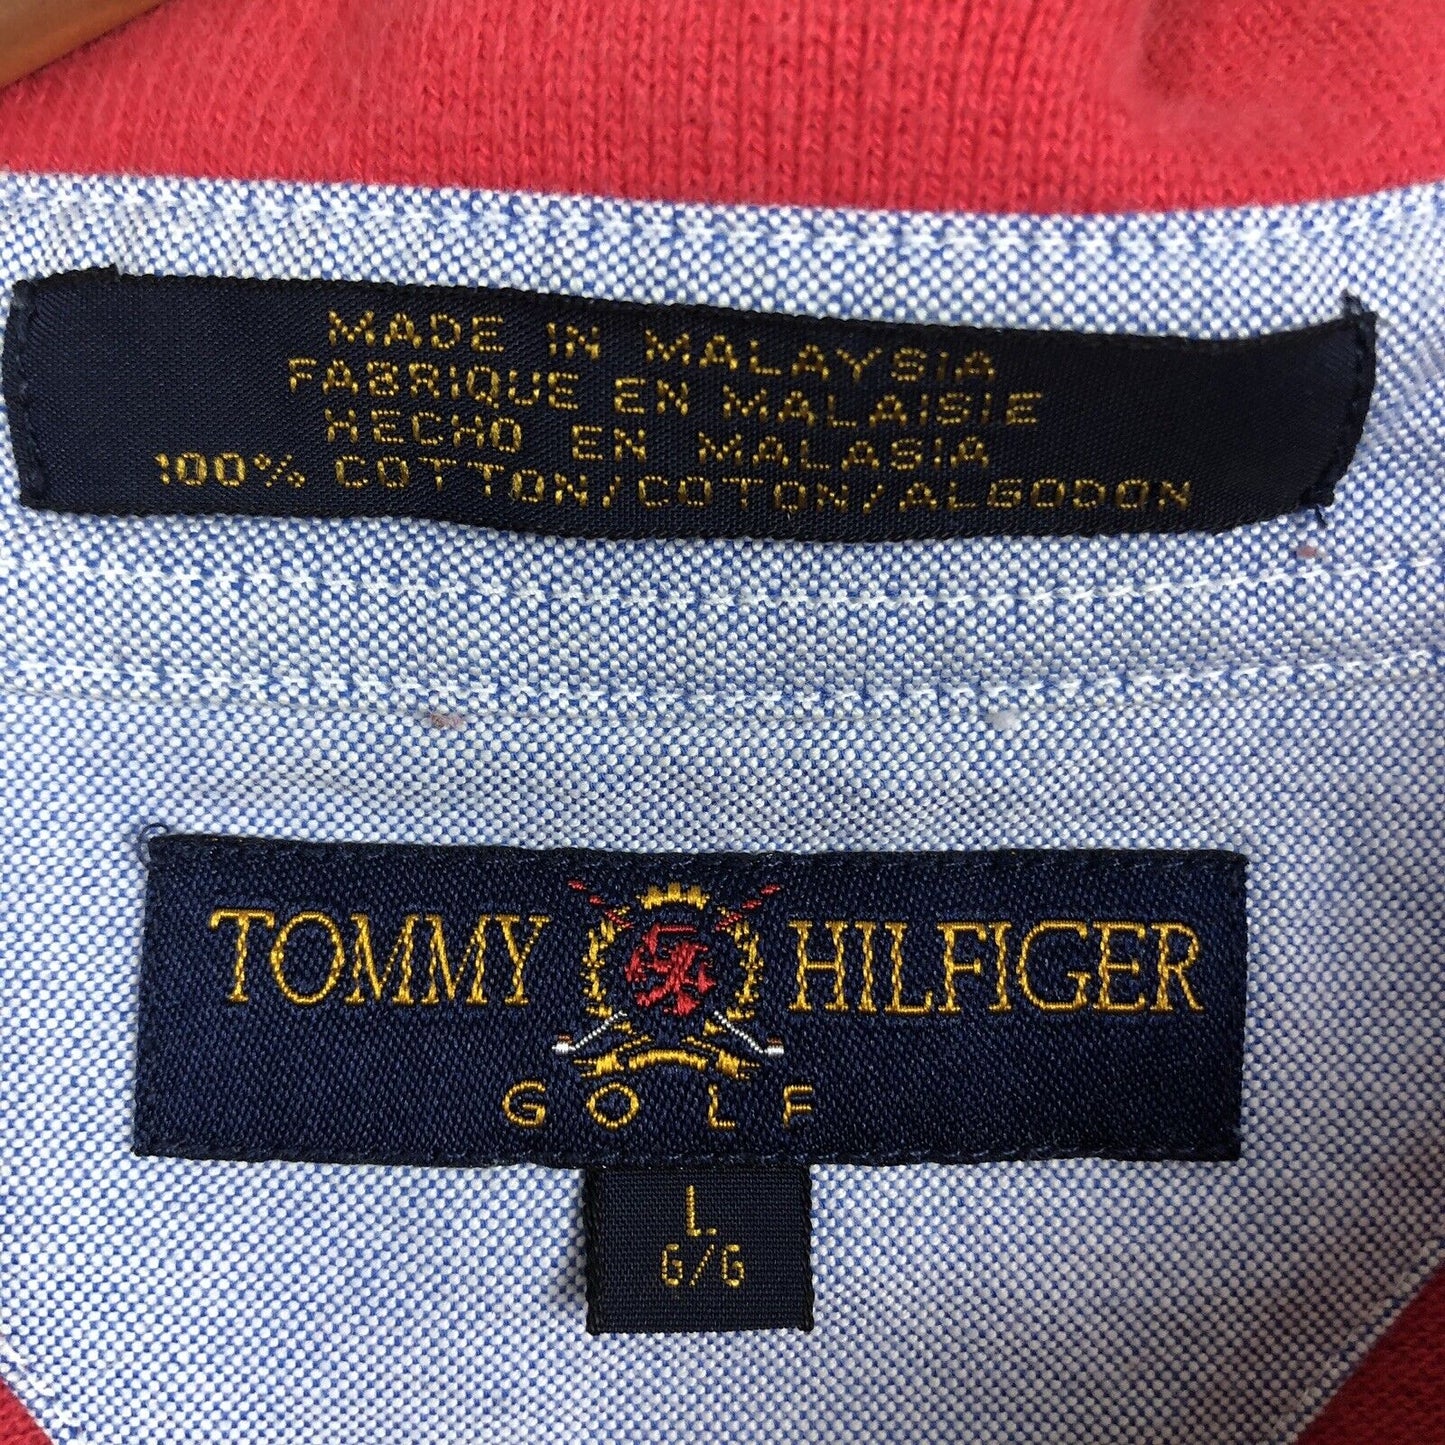 MADE IN MALAYSIA
FABRIQUE EN MALAISIE
HECHO EN MALASIA
100% COTTON/COTON/ALGODON
TOMMY HILFIGER
GOLF
L
G/G